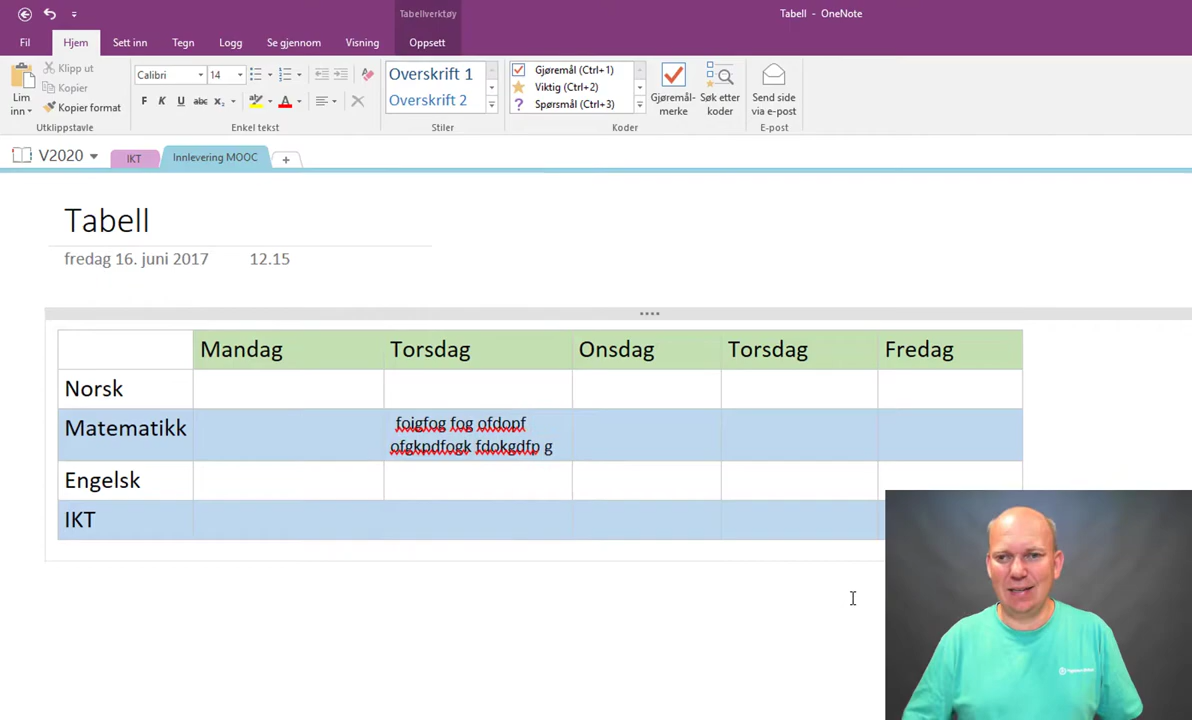 Tabellverktøy
Tabell - OneNote
Fil Hjem Sett inn Tegn Logg Se gjennom Visning Oppsett
Lim inn
Klipp ut
Kopier
Kopier format
Utklippstavle
Calibri 14
F K U abc x₂ A
Enkel tekst
Overskrift 1
Overskrift 2
Stiler
Gjøremål (Ctrl+1)
Viktig (Ctrl+2)
? Spørsmål (Ctrl+3)
Gjøremål-
merke
Søk etter
koder
Koder
Send side
via e-post
E-post
V2020 IKT Innlevering MOOC +
Tabell
fredag 16. juni 2017 12.15
Mandag Torsdag Onsdag Torsdag Fredag
Norsk
Matematikk foigfog fog ofdopf
ofgkpdfogk fdokgdfp g
Engelsk
IKT